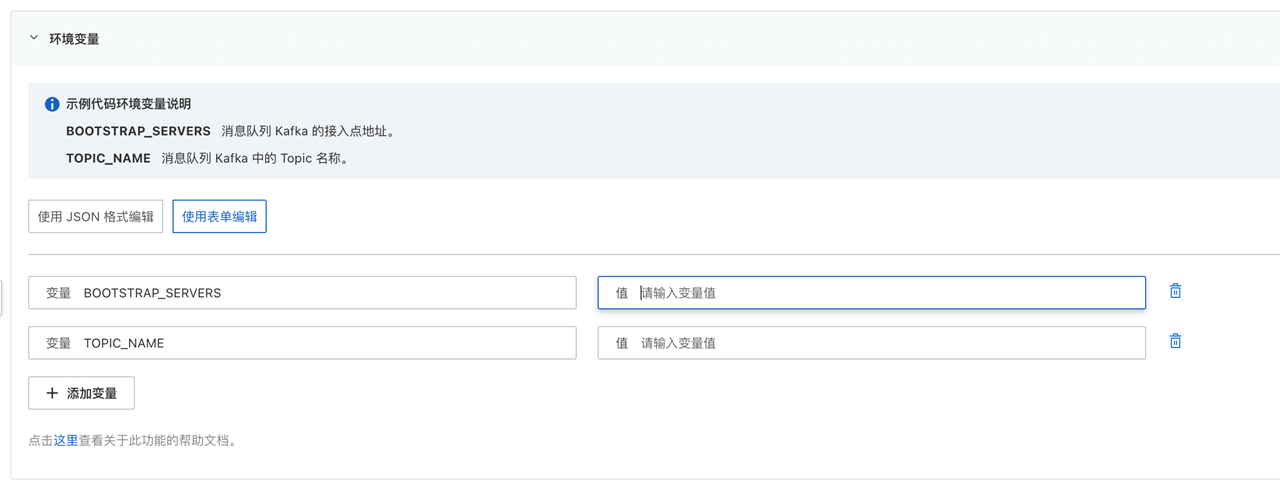 环境变量
示例代码环境变量说明
BOOTSTRAP_SERVERS 消息队列 Kafka 的接入点地址。
TOPIC_NAME 消息队列 Kafka 中的 Topic 名称。
使用 JSON 格式编辑 使用表单编辑
变量 BOOTSTRAP_SERVERS 值 请输入变量值
变量 TOPIC_NAME 值 请输入变量值
+ 添加变量
点击这里查看关于此功能的帮助文档。